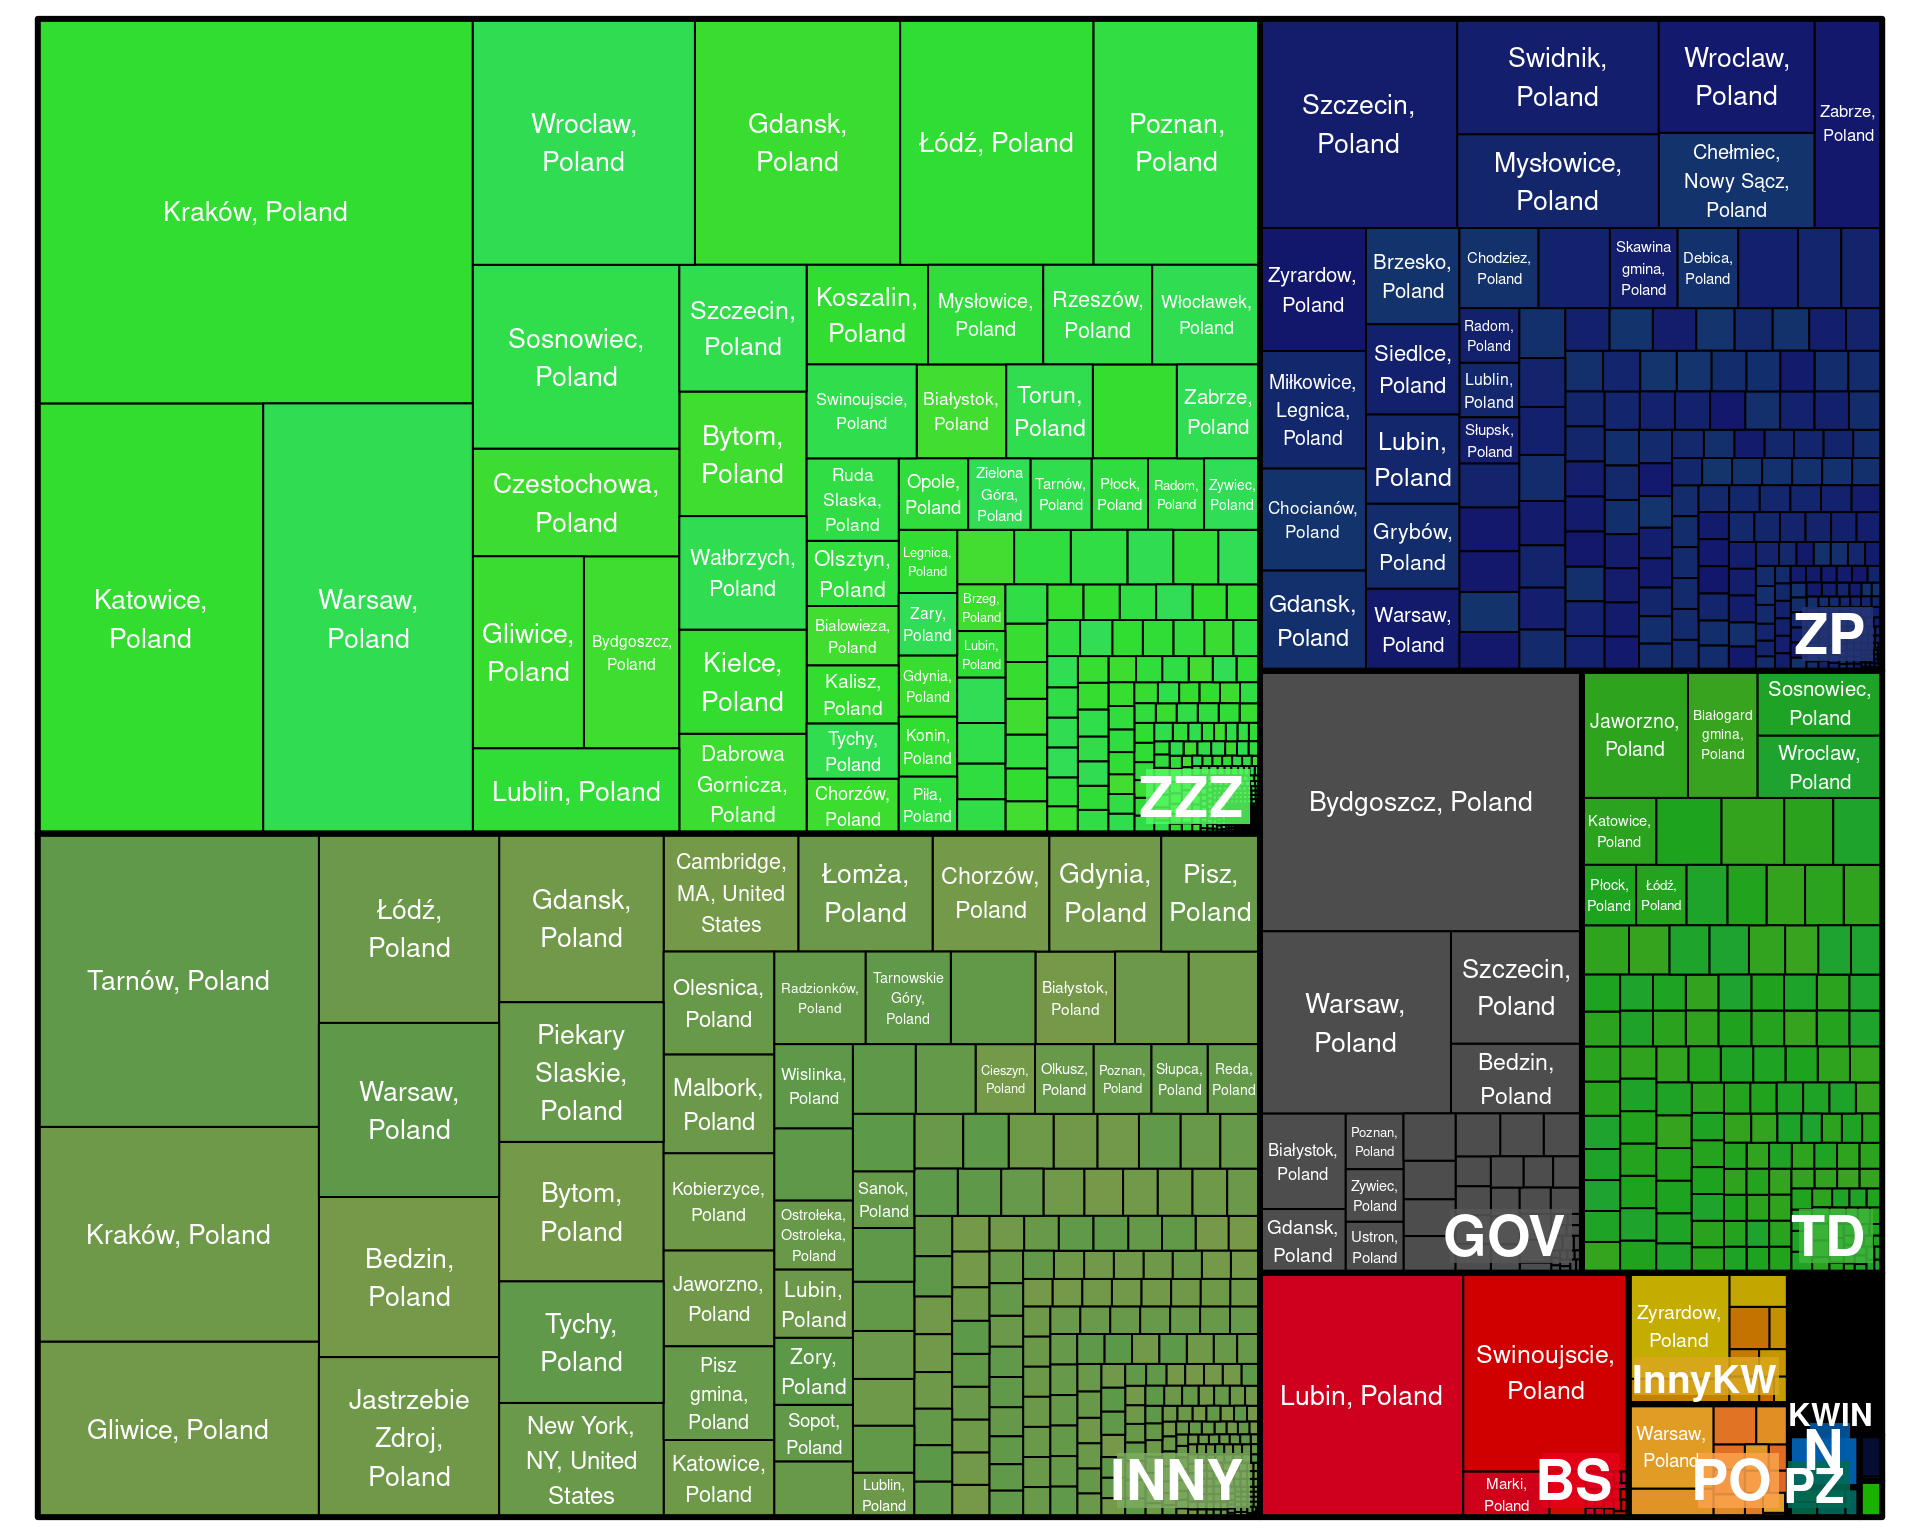 Kraków, Poland
Katowice,
Poland
Warsaw,
Poland
Wroclaw,
Poland
Gdansk,
Poland
Łódź, Poland
Poznan,
Poland
Sosnowiec,
Poland
Czestochowa,
Poland
Gliwice,
Poland
Bydgoszcz,
Poland
Lublin, Poland
Szczecin,
Poland
Bytom,
Poland
Wałbrzych,
Poland
Kielce,
Poland
Dabrowa
Gornicza,
Poland
Koszalin,
Poland
Mysłowice,
Poland
Rzeszów,
Poland
Włocławek,
Poland
Swinoujscie,
Poland
Białystok,
Poland
Torun,
Poland
Zabrze,
Poland
Ruda
Slaska,
Poland
Olsztyn,
Poland
Bialowieza,
Poland
Kalisz,
Poland
Tychy,
Poland
Chorzów,
Poland
Opole,
Poland
Zielona
Góra,
Poland
Tarnów,
Poland
Płock,
Poland
Radom,
Poland
Zywiec,
Poland
Legnica,
Poland
Zary,
Poland
Gdynia,
Poland
Konin,
Poland
Piła,
Poland
Brzeg,
Poland
Lubin,
Poland
ZZZ
Szczecin,
Poland
Swidnik,
Poland
Mysłowice,
Poland
Wroclaw,
Poland
Chełmiec,
Nowy Sącz,
Poland
Zabrze,
Poland
Zyrardow,
Poland
Miłkowice,
Legnica,
Poland
Chocianów,
Poland
Gdansk,
Poland
Brzesko,
Poland
Siedlce,
Poland
Lubin,
Poland
Grybów,
Poland
Warsaw,
Poland
Chodziez,
Poland
Skawina
gmina,
Poland
Debica,
Poland
Radom,
Poland
Lublin,
Poland
Słupsk,
Poland
ZP
Tarnów, Poland
Kraków, Poland
Gliwice, Poland
Łódź,
Poland
Warsaw,
Poland
Bedzin,
Poland
Jastrzebie
Zdroj,
Poland
Gdansk,
Poland
Piekary
Slaskie,
Poland
Bytom,
Poland
Tychy,
Poland
New York,
NY, United
States
Cambridge,
MA, United
States
Łomża,
Poland
Chorzów,
Poland
Gdynia,
Poland
Pisz,
Poland
Olesnica,
Poland
Malbork,
Poland
Kobierzyce,
Poland
Jaworzno,
Poland
Pisz
gmina,
Poland
Katowice,
Poland
Radzionków,
Poland
Tarnowskie
Góry,
Poland
Białystok,
Poland
Wislinka,
Poland
Ostrołeka,
Ostroleka,
Poland
Lubin,
Poland
Zory,
Poland
Sopot,
Poland
Cieszyn,
Poland
Olkusz,
Poland
Poznan,
Poland
Słupca,
Poland
Reda,
Poland
Sanok,
Poland
Lublin,
Poland
INNY
Bydgoszcz, Poland
Warsaw,
Poland
Szczecin,
Poland
Bedzin,
Poland
Białystok,
Poland
Gdansk,
Poland
Poznan,
Poland
Zywiec,
Poland
Ustron,
Poland
GOV
Jaworzno,
Poland
Białogard
gmina,
Poland
Sosnowiec,
Poland
Wroclaw,
Poland
Katowice,
Poland
Płock,
Poland
Łódź,
Poland
TD
Lubin, Poland
Swinoujscie,
Poland
Marki,
Poland
BS
Zyrardow,
Poland
InnyKW
Warsaw,
Poland
PO
KWIN
N
PZ